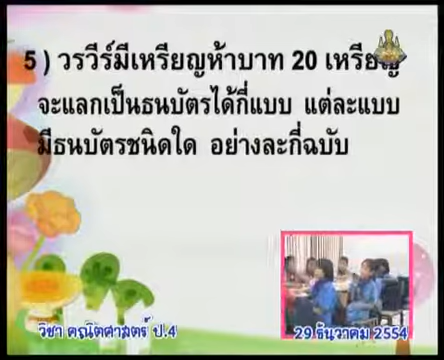 5 ) วรวีร์มีเหรียญห้าบาท 20 เหรียญ
จะแลกเป็นธนบัตรได้กี่แบบ แต่ละแบบ
มีธนบัตรชนิดใด อย่างละกี่ฉบับ
วิชา คณิตศาสตร์ ป.4
29 ธันวาคม 2554